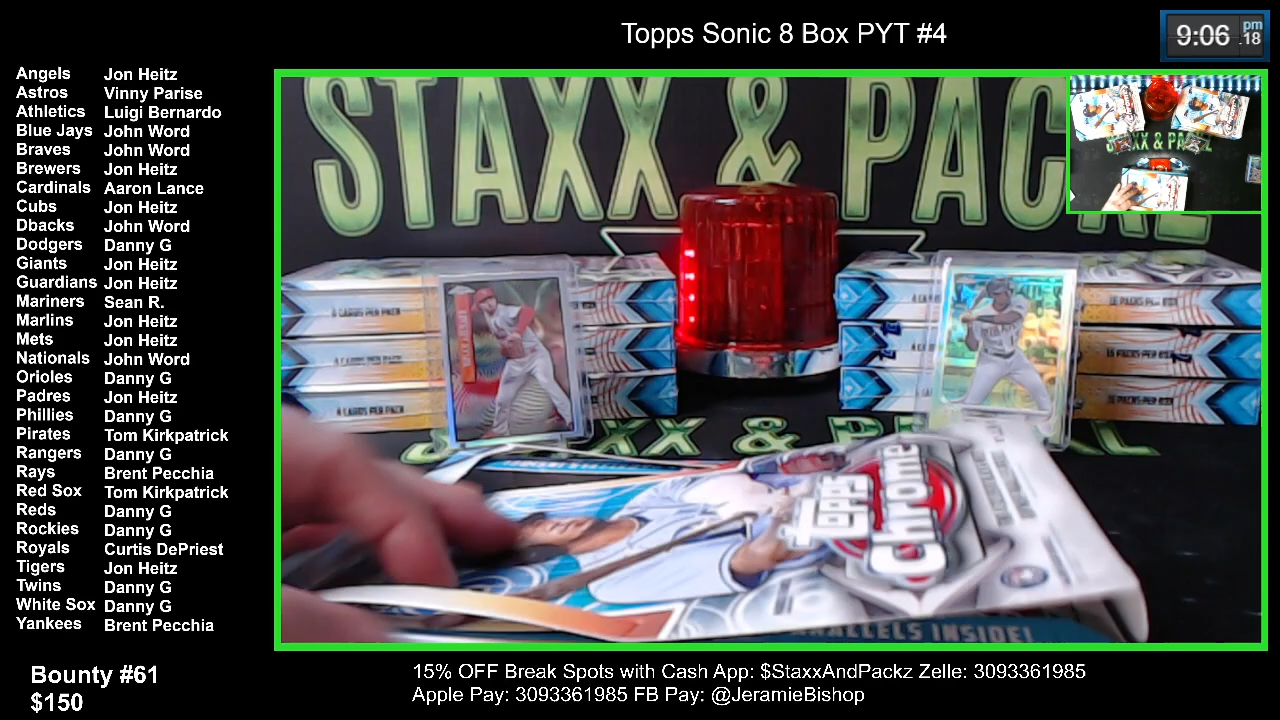 Topps Sonic 8 Box PYT #4
9:06 pm .18
Angels Jon Heitz
Astros Vinny Parise
Athletics Luigi Bernardo
Blue Jays John Word
Braves John Word
Brewers Jon Heitz
Cardinals Aaron Lance
Cubs Jon Heitz
Dbacks John Word
Dodgers Danny G
Giants Jon Heitz
Guardians Jon Heitz
Mariners Sean R.
Marlins Jon Heitz
Mets Jon Heitz
Nationals John Word
Orioles Danny G
Padres Jon Heitz
Phillies Danny G
Pirates Tom Kirkpatrick
Rangers Danny G
Rays Brent Pecchia
Red Sox Tom Kirkpatrick
Reds Danny G
Rockies Danny G
Royals Curtis DePriest
Tigers Jon Heitz
Twins Danny G
White Sox Danny G
Yankees Brent Pecchia
STAXX & PAC
4 CARDS PER PACK
topps
chrome
INSIDE!
Bounty #61
$150
15% OFF Break Spots with Cash App: $StaxxAndPackz Zelle: 3093361985
Apple Pay: 3093361985 FB Pay: @JeramieBishop